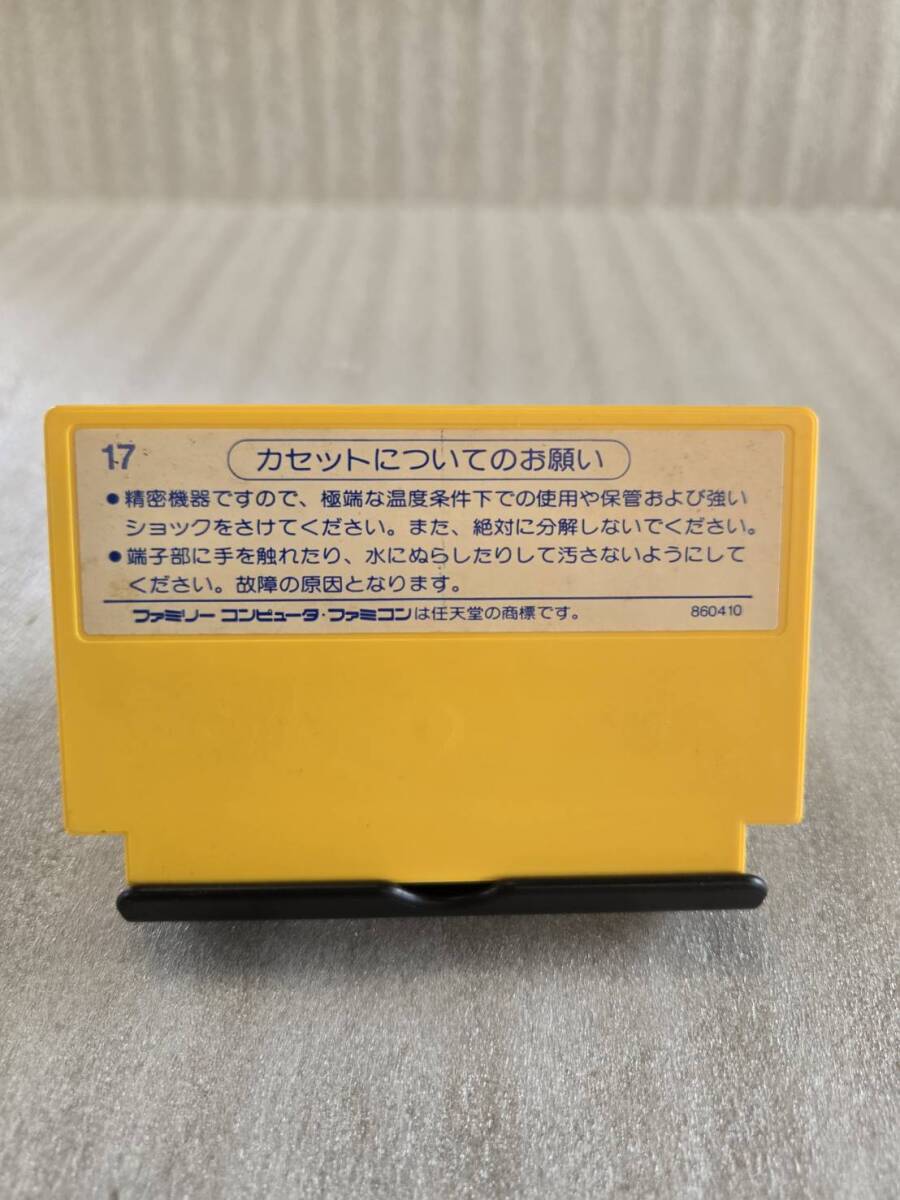 17
カセットについてのお願い
●精密機器ですので、極端な温度条件下での使用や保管および強い
ショックをさけてください。また、絶対に分解しないでください。
●端子部に手を触れたり、水にぬらしたりして汚さないようにして
ください。故障の原因となります。
ファミリー コンピュータ・ファミコンは任天堂の商標です。 860410